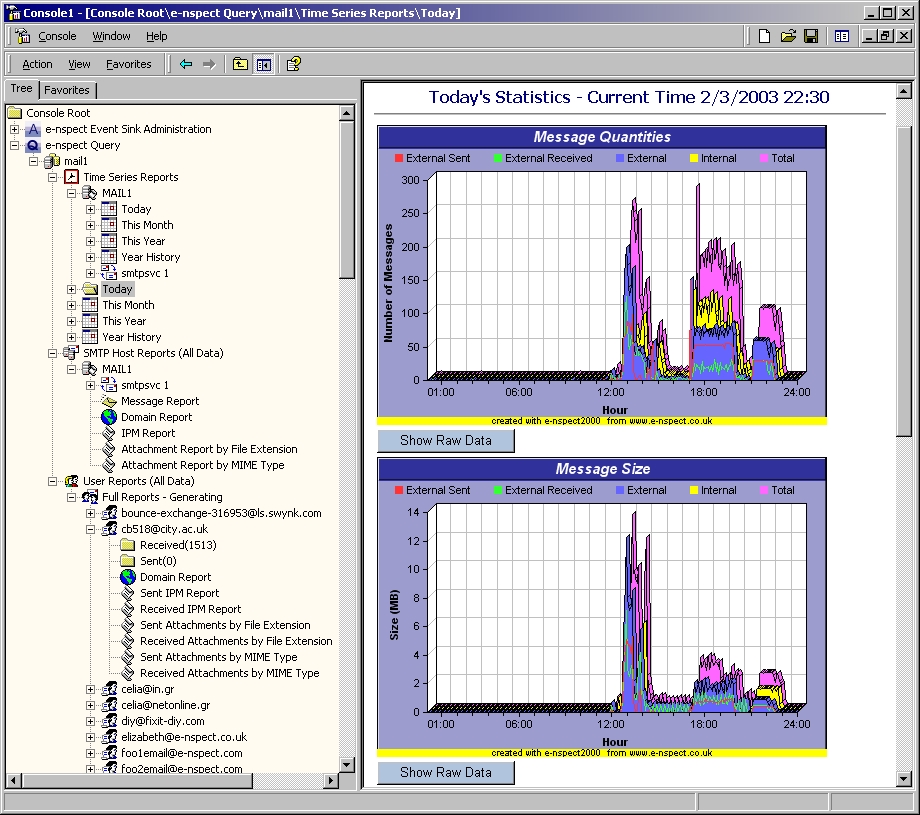 Console1 - [Console Root\e-nspect Query\mail1\Time Series Reports\Today]
Console Window Help
Action View Favorites
Tree Favorites
Console Root
e-nspect Event Sink Administration
e-nspect Query
mail1
Time Series Reports
MAIL1
Today
This Month
This Year
Year History
smtpsvc 1
Today
This Month
This Year
Year History
SMTP Host Reports (All Data)
MAIL1
smtpsvc 1
Message Report
Domain Report
IPM Report
Attachment Report by File Extension
Attachment Report by MIME Type
User Reports (All Data)
Full Reports - Generating
bounce-exchange-316953@ls.swynk.com
cb518@city.ac.uk
Received(1513)
Sent(0)
Domain Report
Sent IPM Report
Received IPM Report
Sent Attachments by File Extension
Received Attachments by File Extension
Sent Attachments by MIME Type
Received Attachments by MIME Type
celia@in.gr
celia@netonline.gr
diy@fixit-diy.com
elizabeth@e-nspect.co.uk
foo1email@e-nspect.com
foo2email@e-nspect.com
Today's Statistics - Current Time 2/3/2003 22:30
Message Quantities
External Sent External Received External Internal Total
300
250
200
150
100
50
0
Number of Messages
01:00 06:00 12:00 18:00 24:00
Hour
created with e-nspect2000 from www.e-nspect.co.uk
Show Raw Data
Message Size
External Sent External Received External Internal Total
14
12
10
8
6
4
2
0
Size (MB)
01:00 06:00 12:00 18:00 24:00
Hour
created with e-nspect2000 from www.e-nspect.co.uk
Show Raw Data